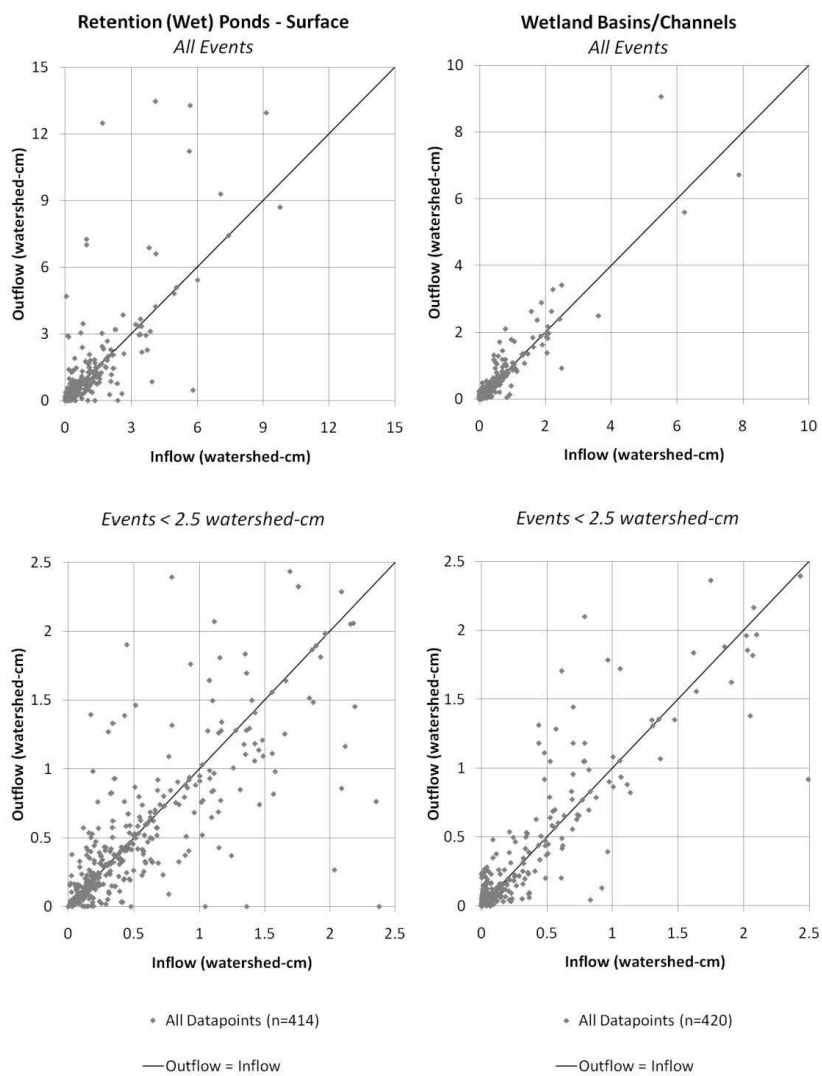 Retention (Wet) Ponds - Surface
All Events
15
12
9
6
3
0
0 3 6 9 12 15
Outflow (watershed-cm)
Inflow (watershed-cm)
Wetland Basins/Channels
All Events
10
8
6
4
2
0
0 2 4 6 8 10
Outflow (watershed-cm)
Inflow (watershed-cm)
Events < 2.5 watershed-cm
2.5
2
1.5
1
0.5
0
0 0.5 1 1.5 2 2.5
Outflow (watershed-cm)
Inflow (watershed-cm)
All Datapoints (n=414)
Outflow = Inflow
Events < 2.5 watershed-cm
2.5
2
1.5
1
0.5
0
0 0.5 1 1.5 2 2.5
Outflow (watershed-cm)
Inflow (watershed-cm)
All Datapoints (n=420)
Outflow = Inflow